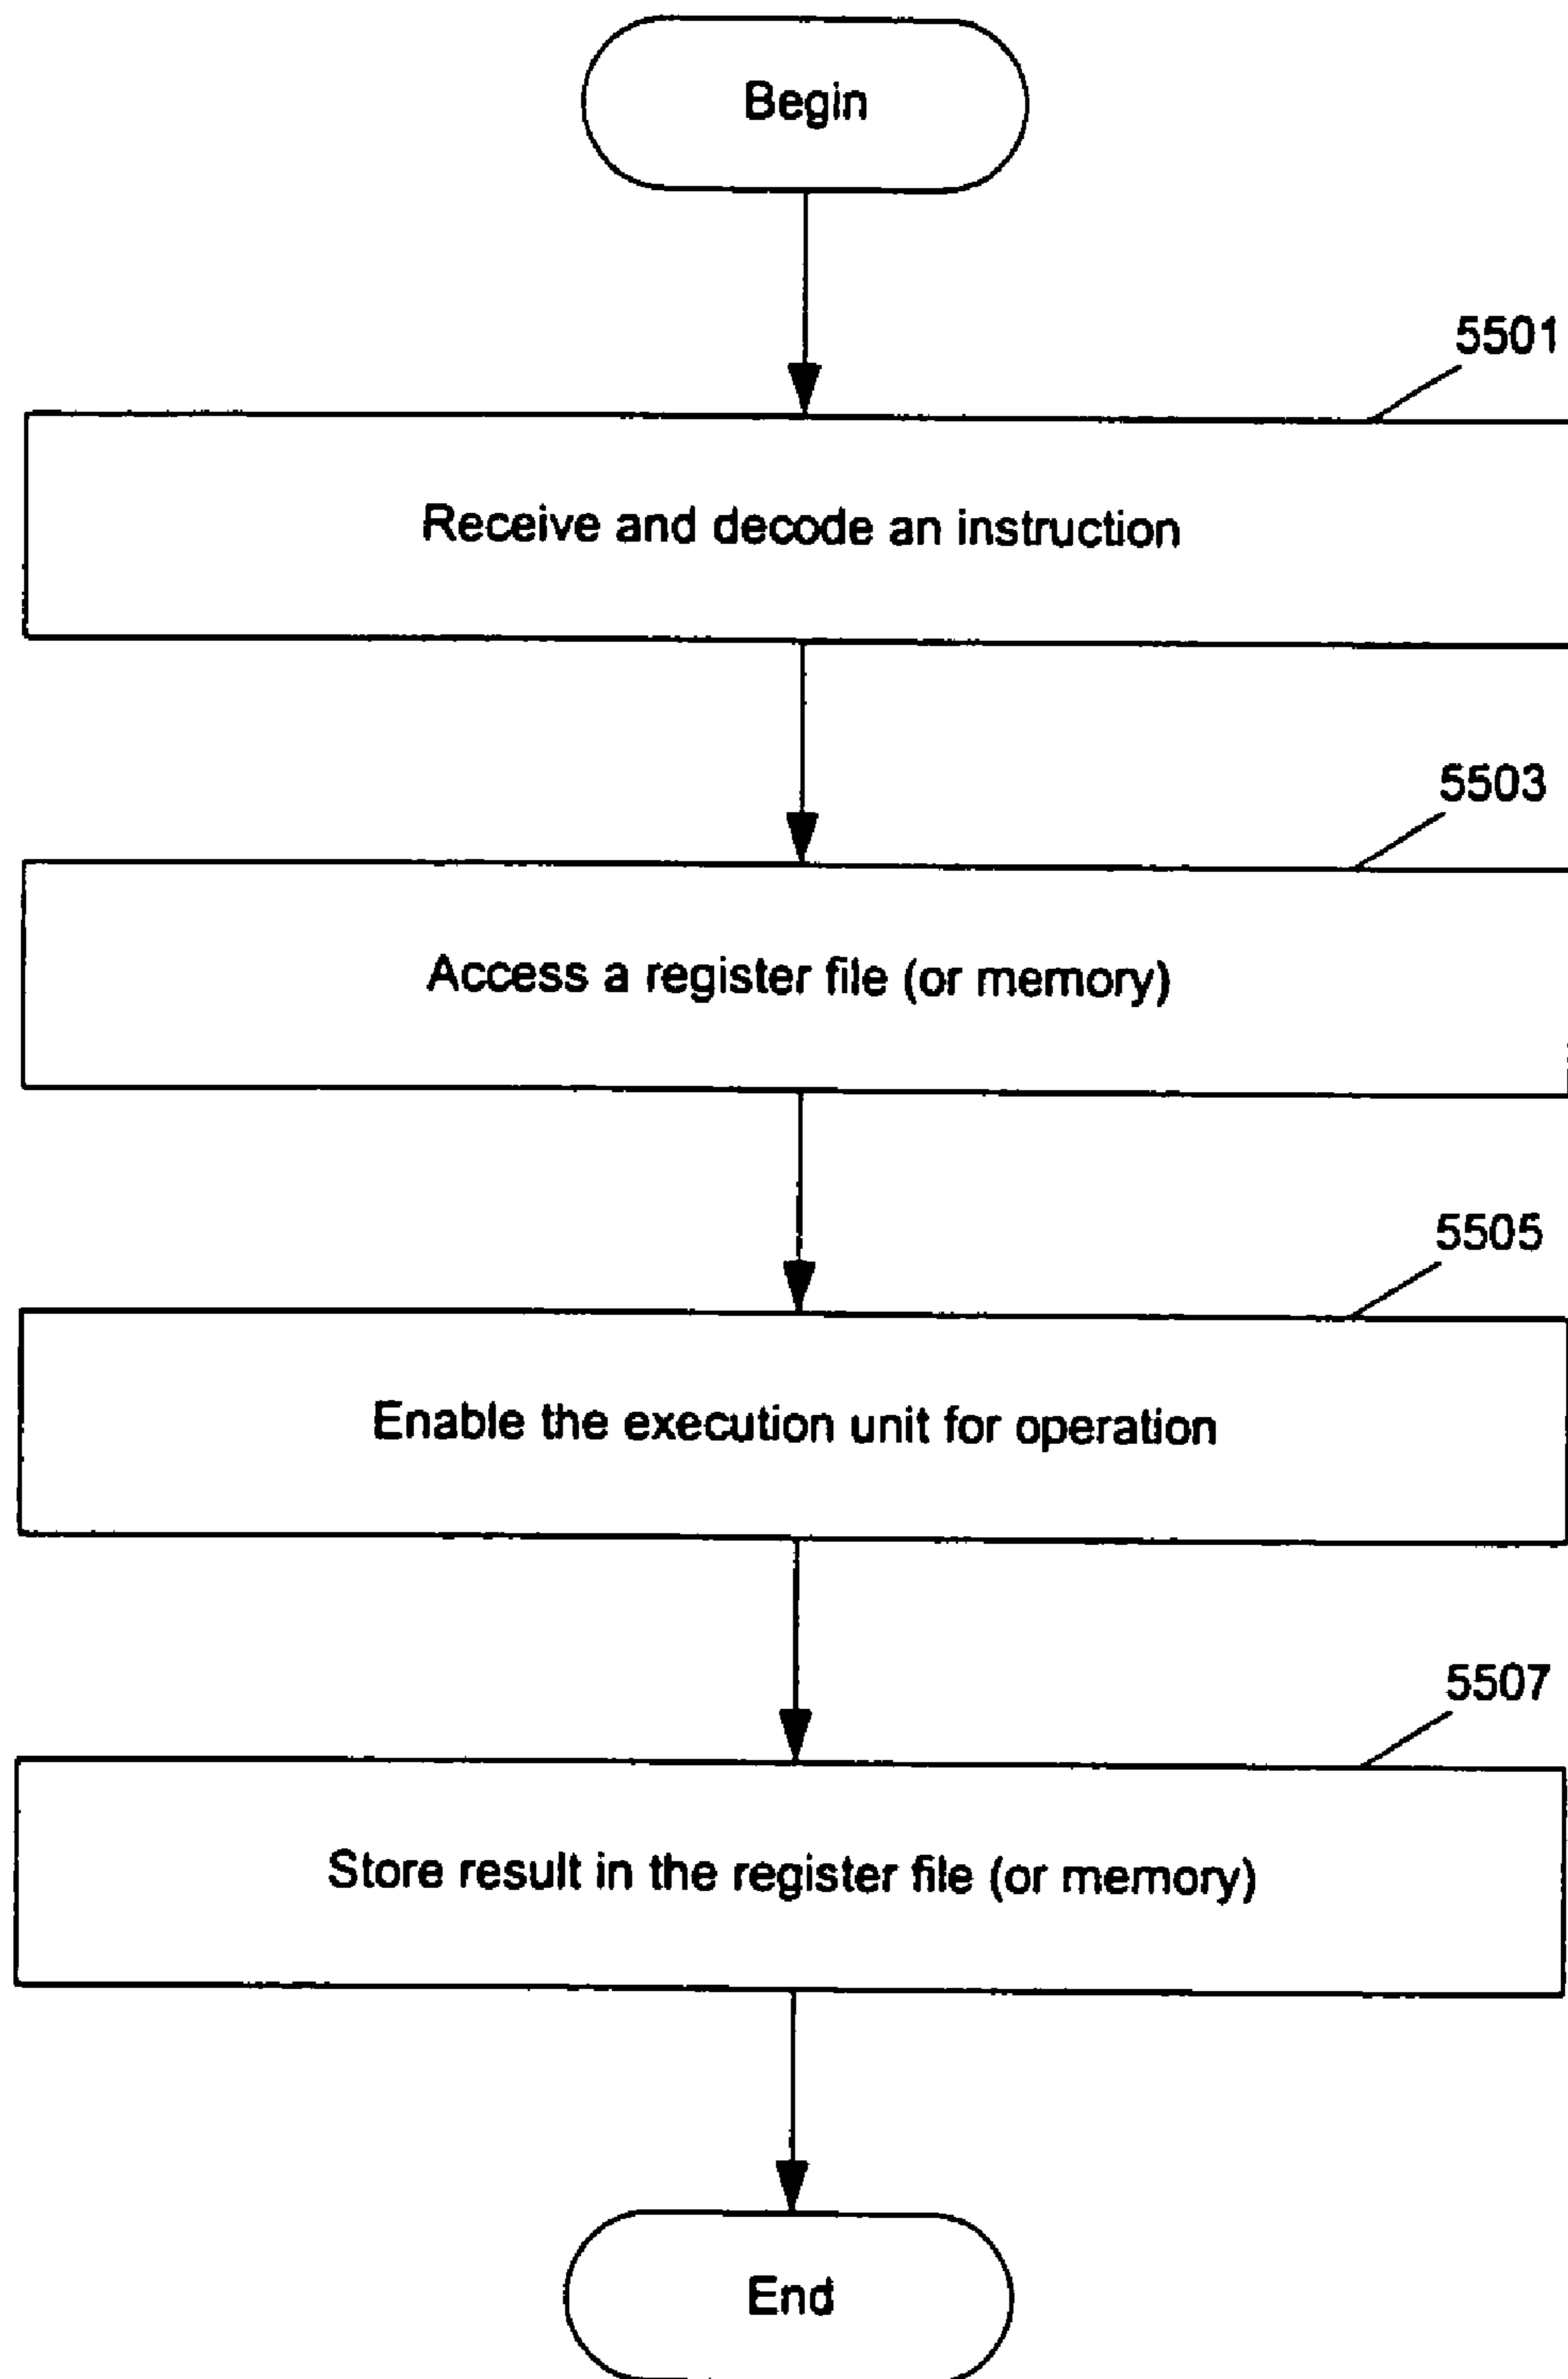 Begin
5501
Receive and decode an instruction
5503
Access a register file (or memory)
5505
Enable the execution unit for operation
5507
Store result in the register file (or memory)
End